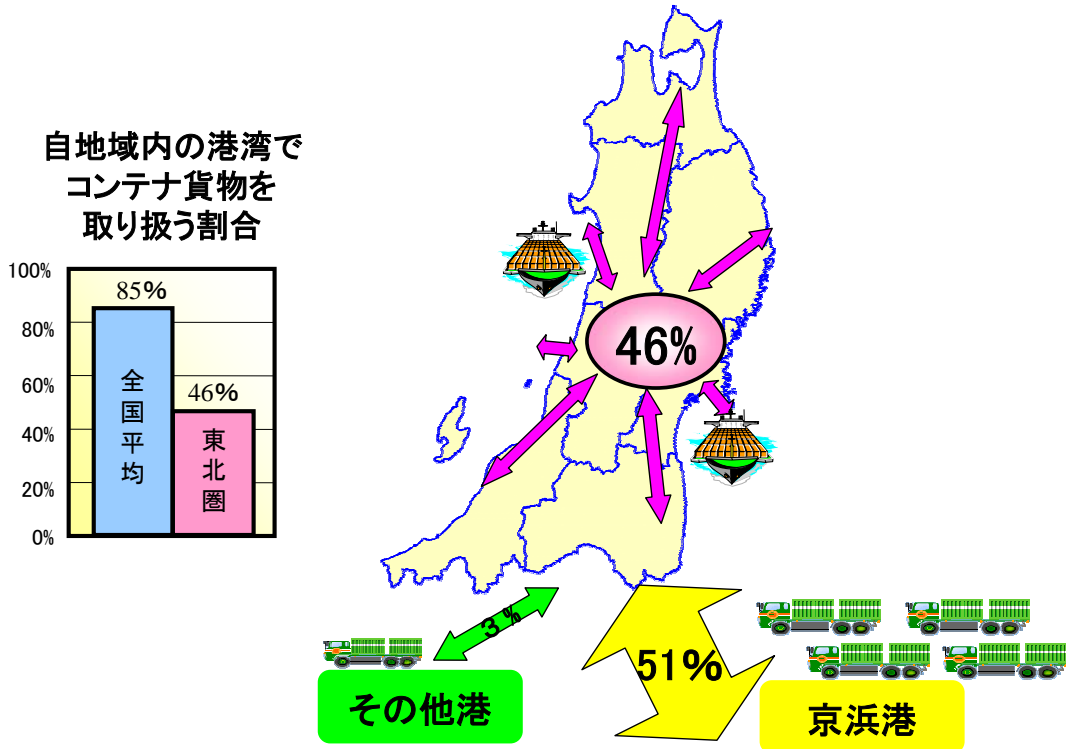 自地域内の港湾で
コンテナ貨物を
取り扱う割合
100%
80%
60%
40%
20%
0%
85%
46%
全国平均
東北圏
46%
3%
51%
その他港
京浜港